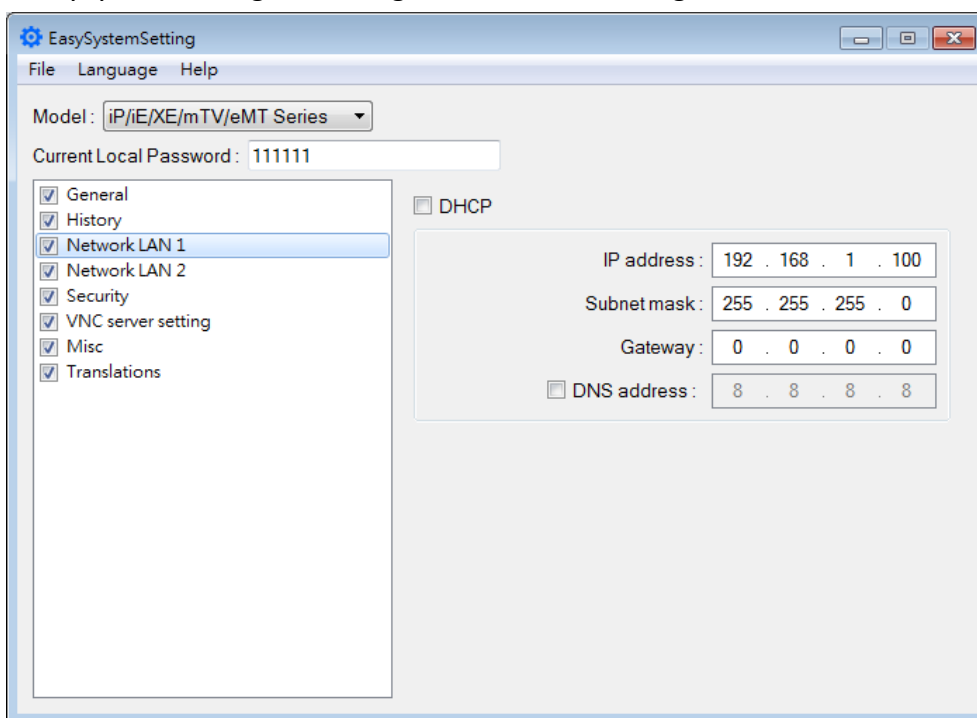 EasySystemSetting
File Language Help
Model : iP/iE/XE/mTV/eMT Series
Current Local Password : 111111
General
History
Network LAN 1
Network LAN 2
Security
VNC server setting
Misc
Translations
DHCP
IP address : 192 . 168 . 1 . 100
Subnet mask : 255 . 255 . 255 . 0
Gateway : 0 . 0 . 0 . 0
DNS address : 8 . 8 . 8 . 8